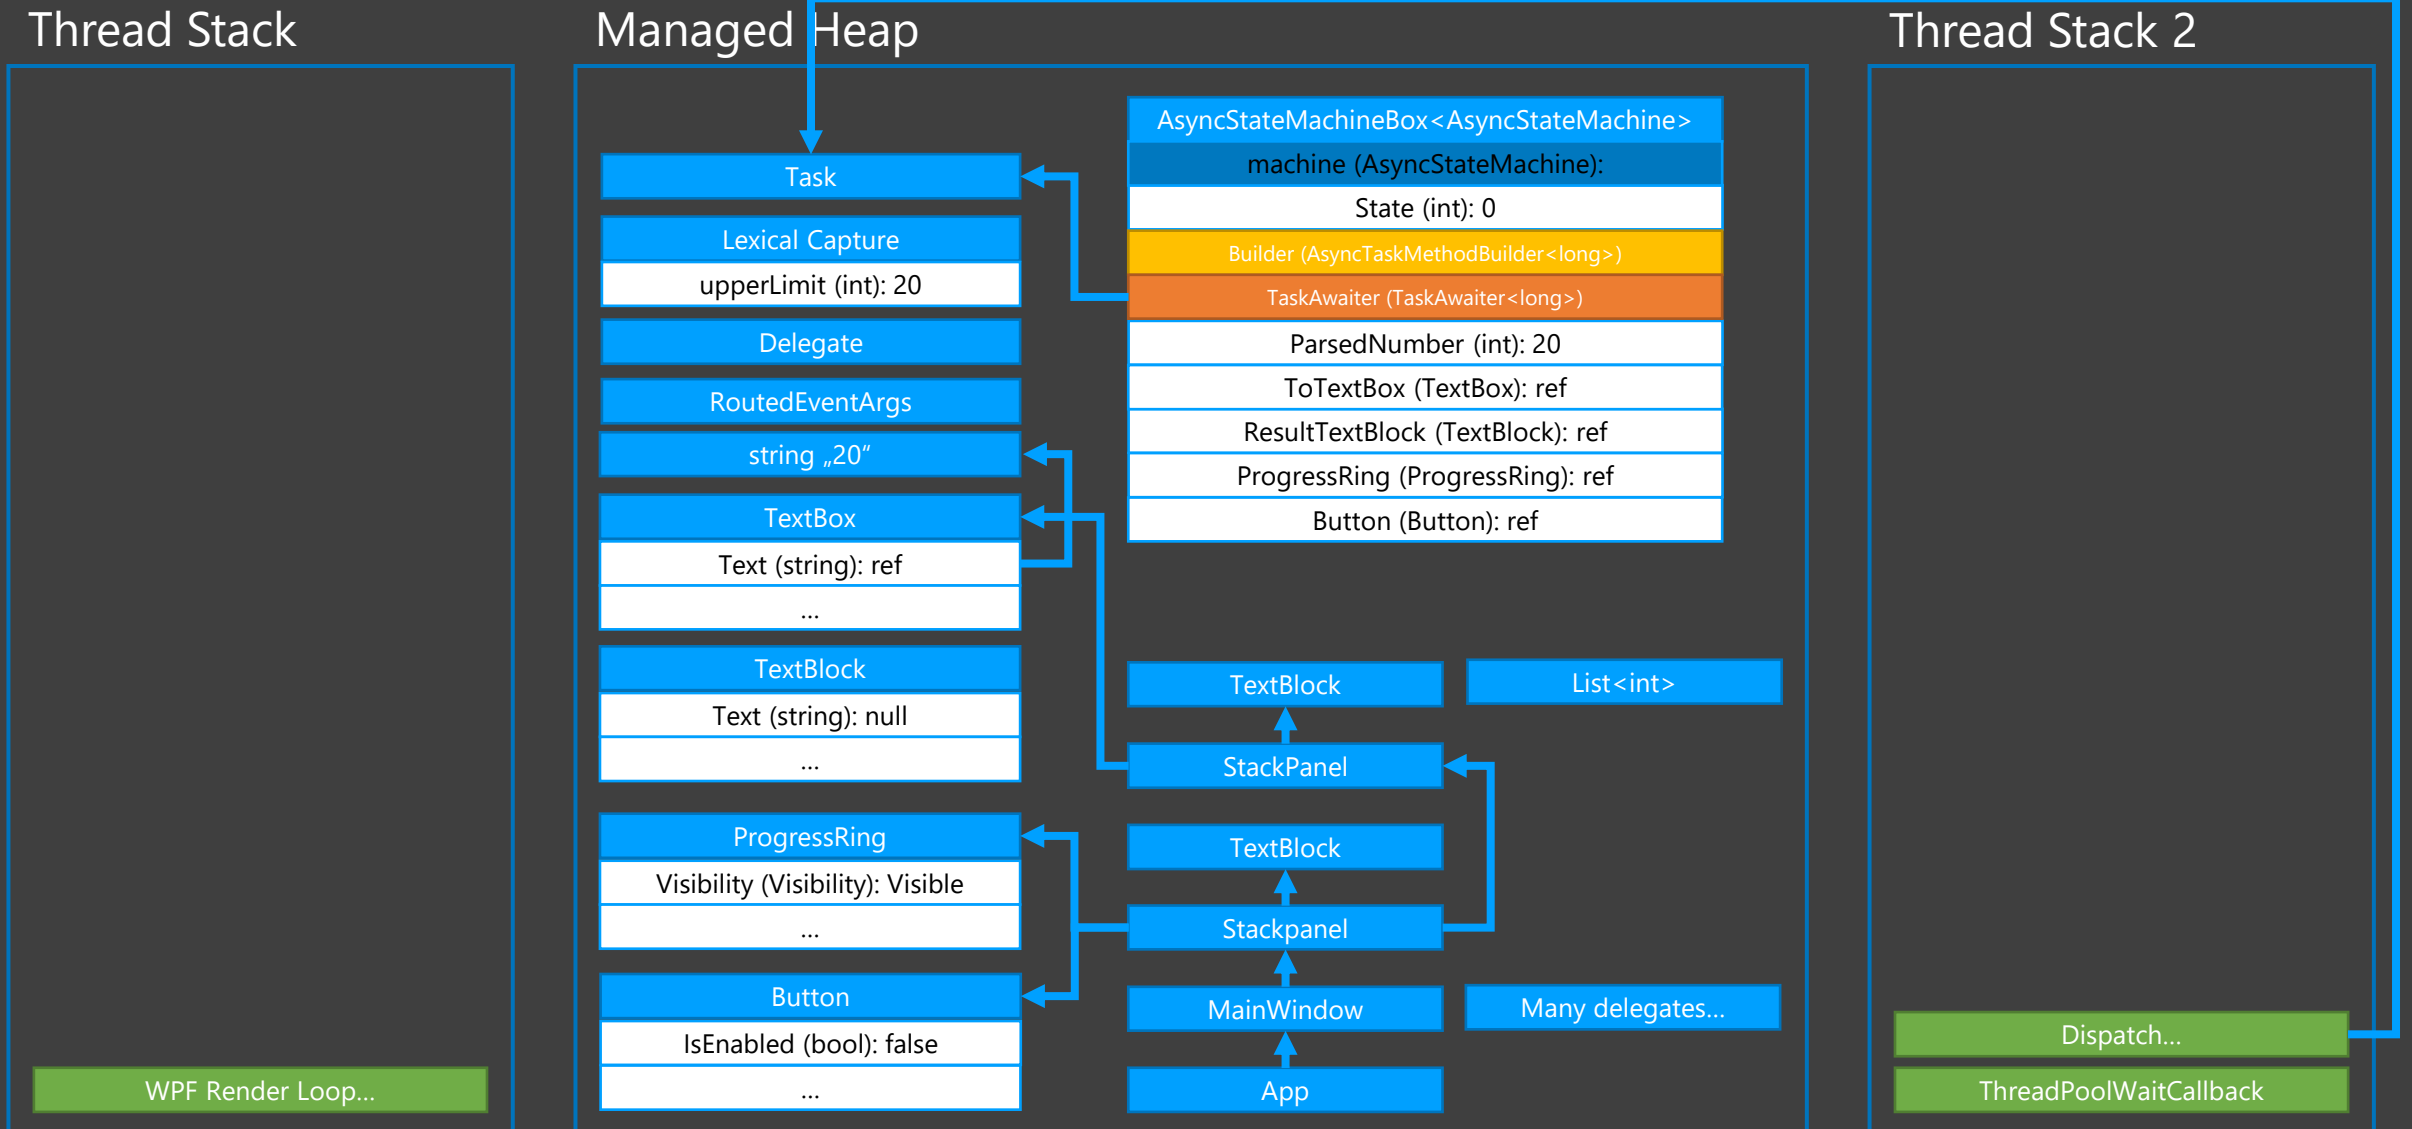 Thread Stack
WPF Render Loop...
Managed Heap
Task
Lexical Capture
upperLimit (int): 20
Delegate
RoutedEventArgs
string „20“
TextBox
Text (string): ref
...
TextBlock
Text (string): null
...
ProgressRing
Visibility (Visibility): Visible
...
Button
IsEnabled (bool): false
...
AsyncStateMachineBox<AsyncStateMachine>
machine (AsyncStateMachine):
State (int): 0
Builder (AsyncTaskMethodBuilder<long>)
TaskAwaiter (TaskAwaiter<long>)
ParsedNumber (int): 20
ToTextBox (TextBox): ref
ResultTextBlock (TextBlock): ref
ProgressRing (ProgressRing): ref
Button (Button): ref
TextBlock
List<int>
StackPanel
TextBlock
Stackpanel
MainWindow
Many delegates...
App
Thread Stack 2
Dispatch...
ThreadPoolWaitCallback